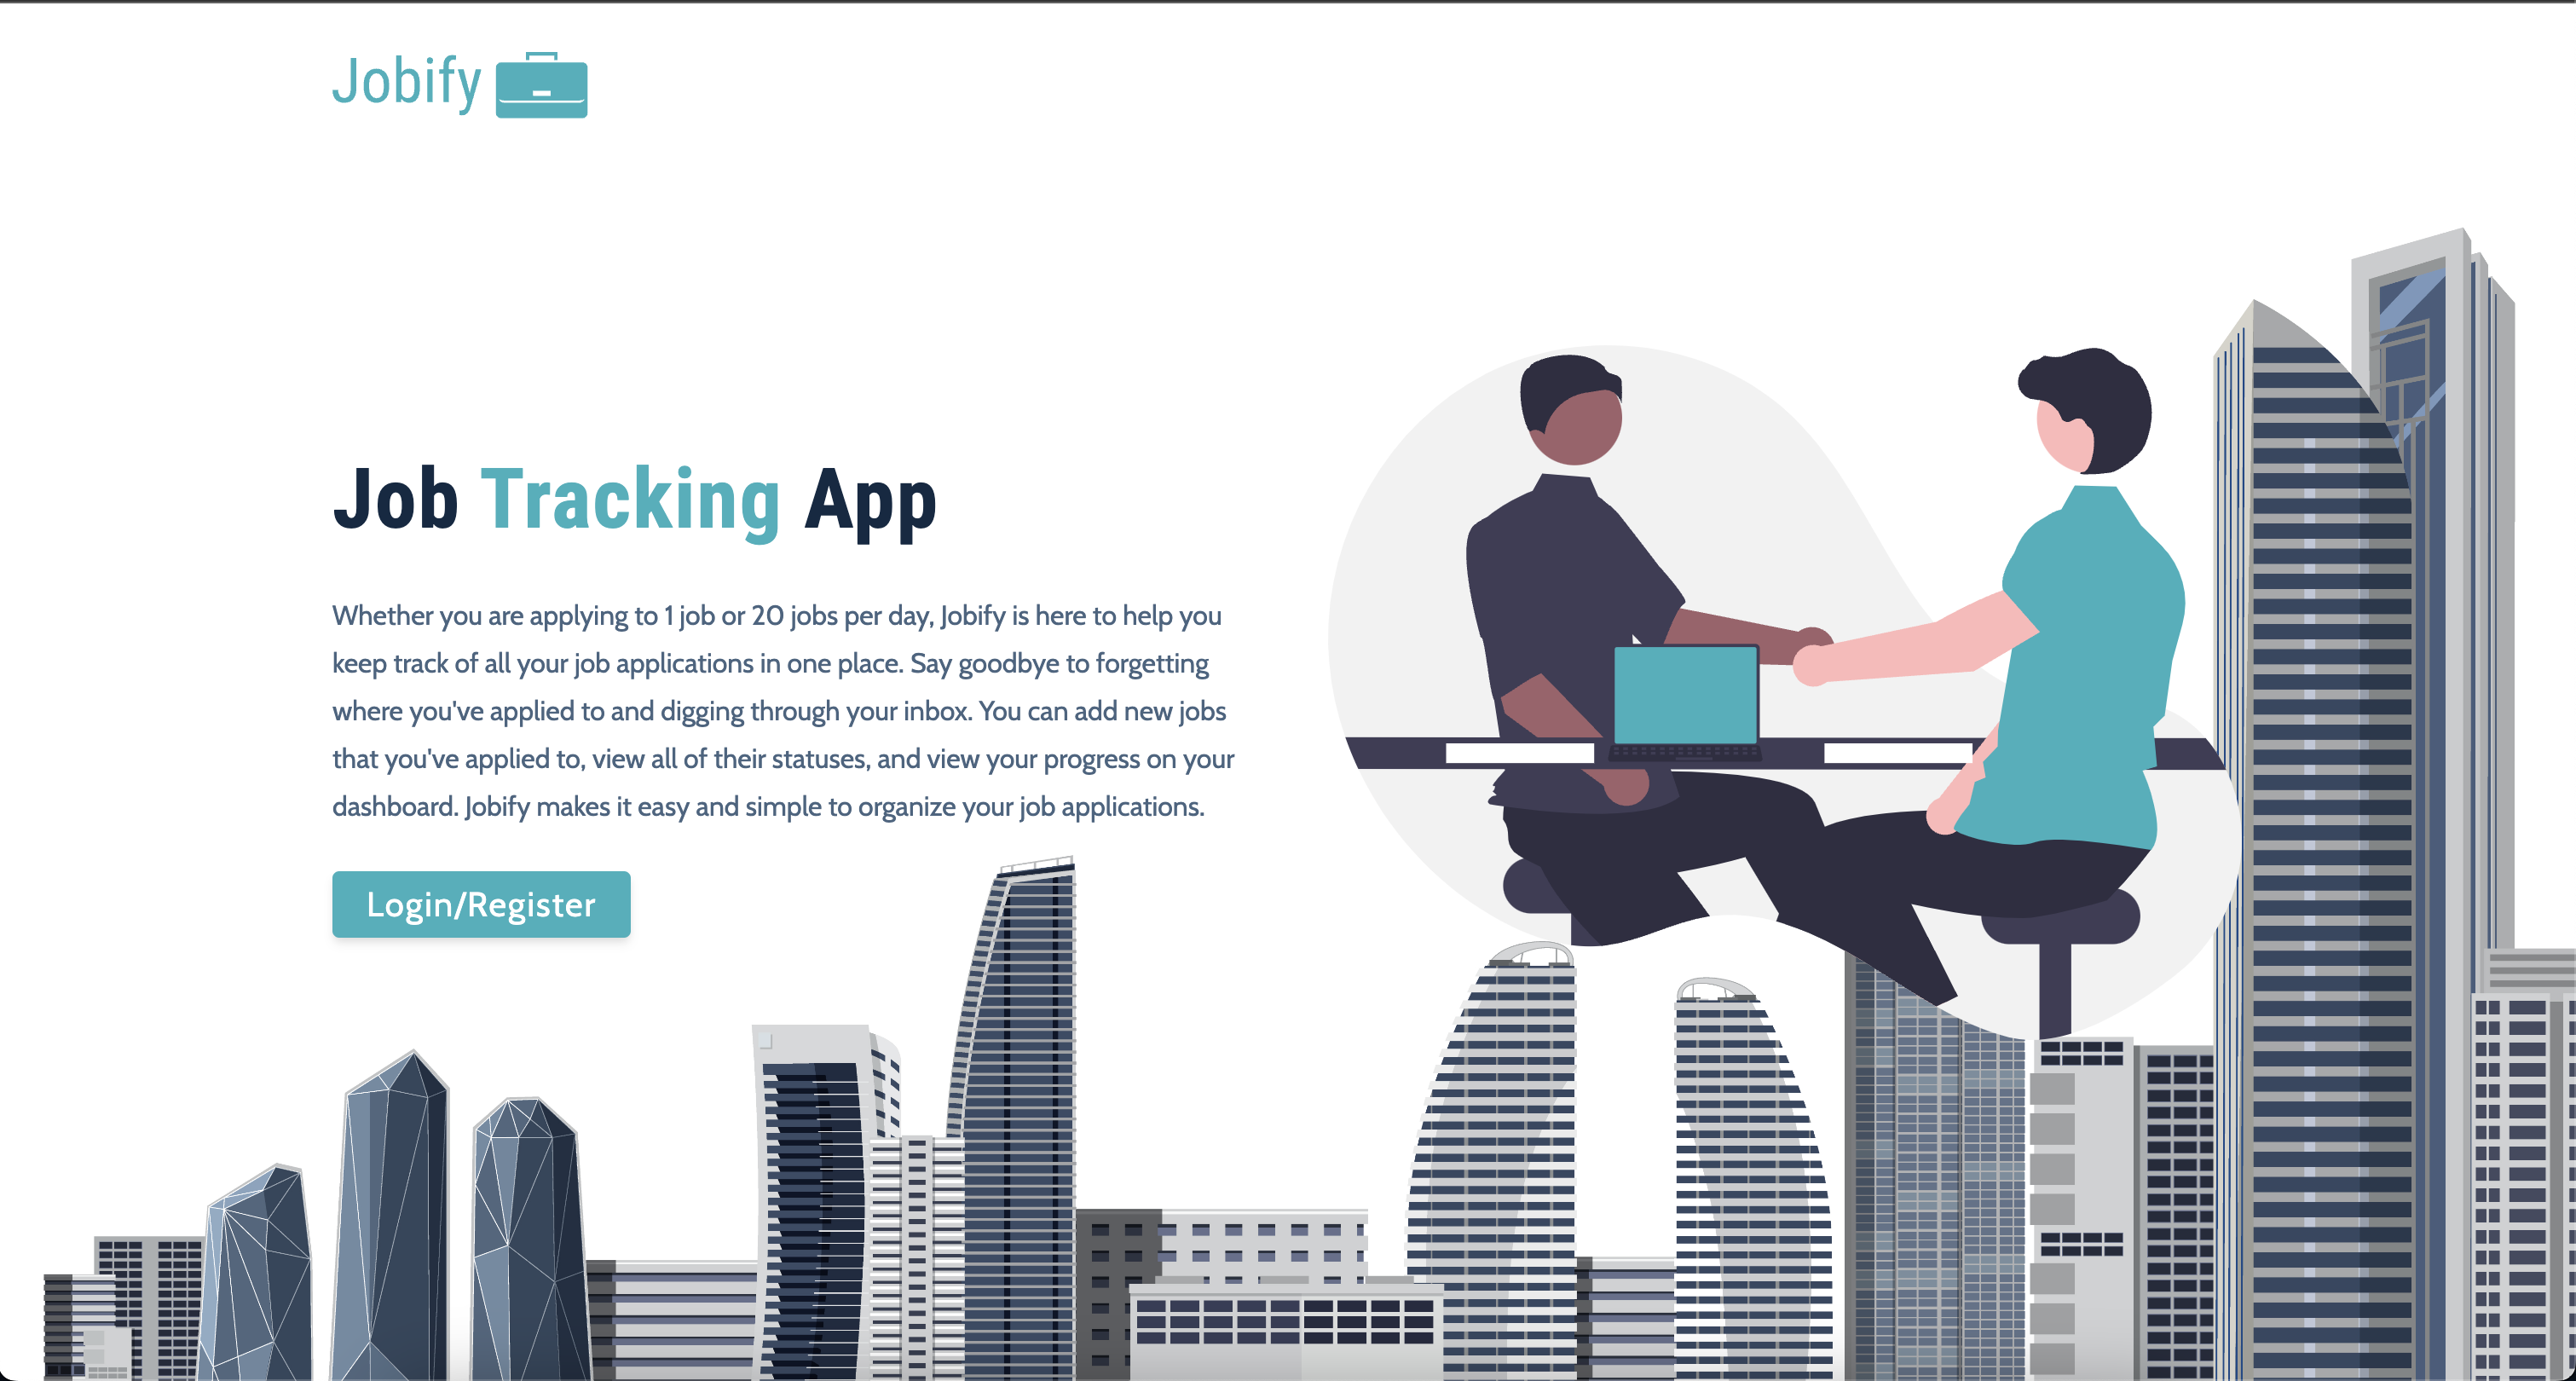 Jobify
Job Tracking App
Whether you are applying to 1 job or 20 jobs per day, Jobify is here to help you
keep track of all your job applications in one place. Say goodbye to forgetting
where you've applied to and digging through your inbox. You can add new jobs
that you've applied to, view all of their statuses, and view your progress on your
dashboard. Jobify makes it easy and simple to organize your job applications.
Login/Register